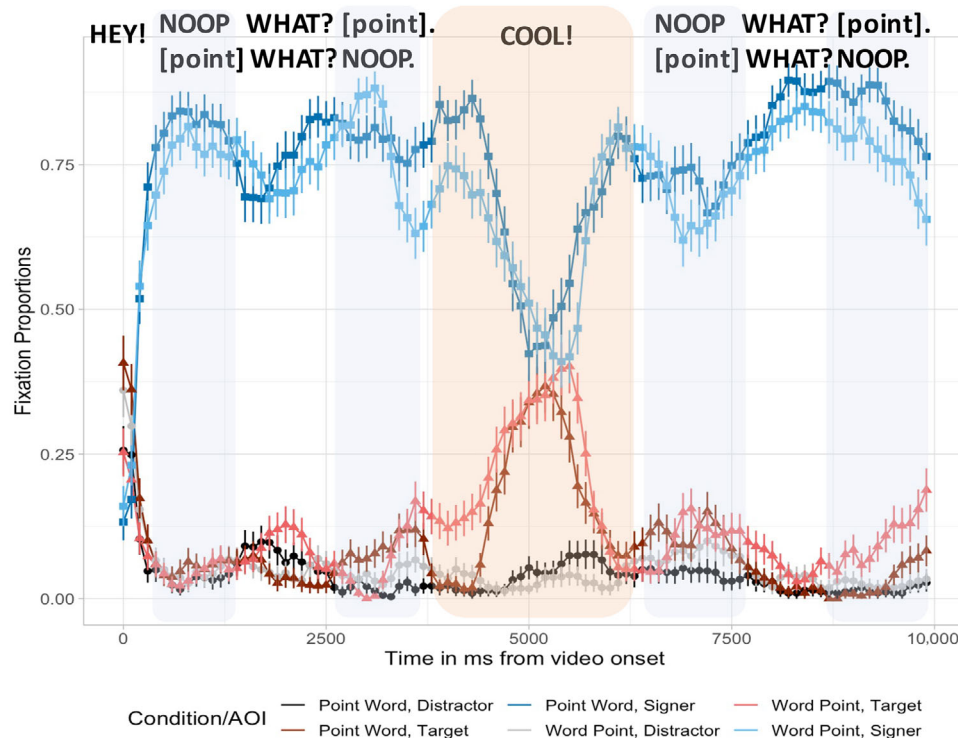 HEY! NOOP WHAT? [point]. COOL! NOOP WHAT? [point].
[point] WHAT? NOOP. [point] WHAT? NOOP.
Fixation Proportions
0.75
0.50
0.25
0.00
0 2500 5000 7500 10,000
Time in ms from video onset
Condition/AOI
Point Word, Distractor Point Word, Signer Word Point, Target
Point Word, Target Word Point, Distractor Word Point, Signer